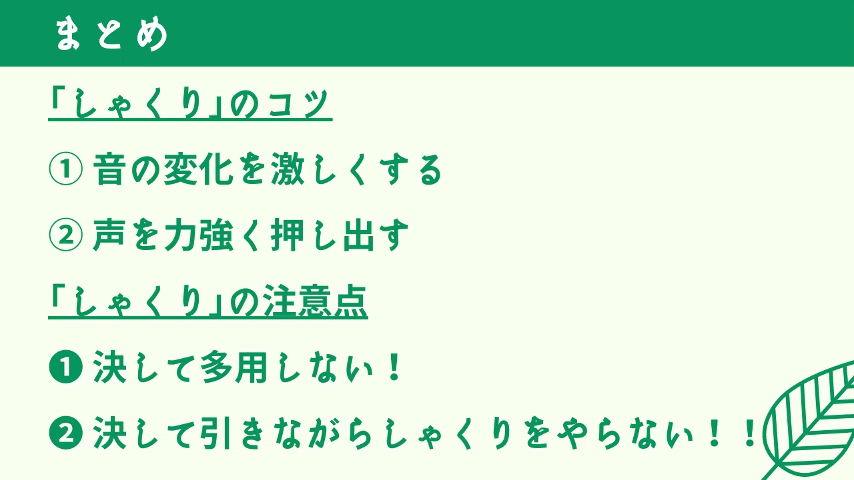 まとめ
「しゃくり」のコツ
① 音の変化を激しくする
② 声を力強く押し出す
「しゃくり」の注意点
❶ 決して多用しない！
❷ 決して引きながらしゃくりをやらない！！